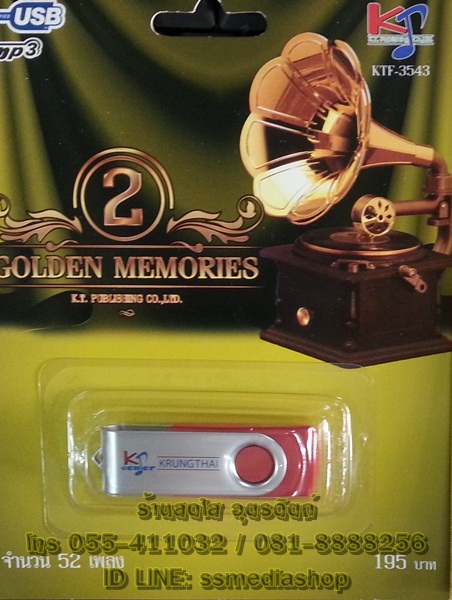 USB
mp3
KTF-3543
2
GOLDEN MEMORIES
K.T. PUBLISHING CO.,LTD.
KRUNGTHAI
ร้านสดใส อุตรดิตถ์
โทร 055-411032 / 081-8888256
จำนวน 52 เพลง
195 บาท
ID LINE: ssmediashop